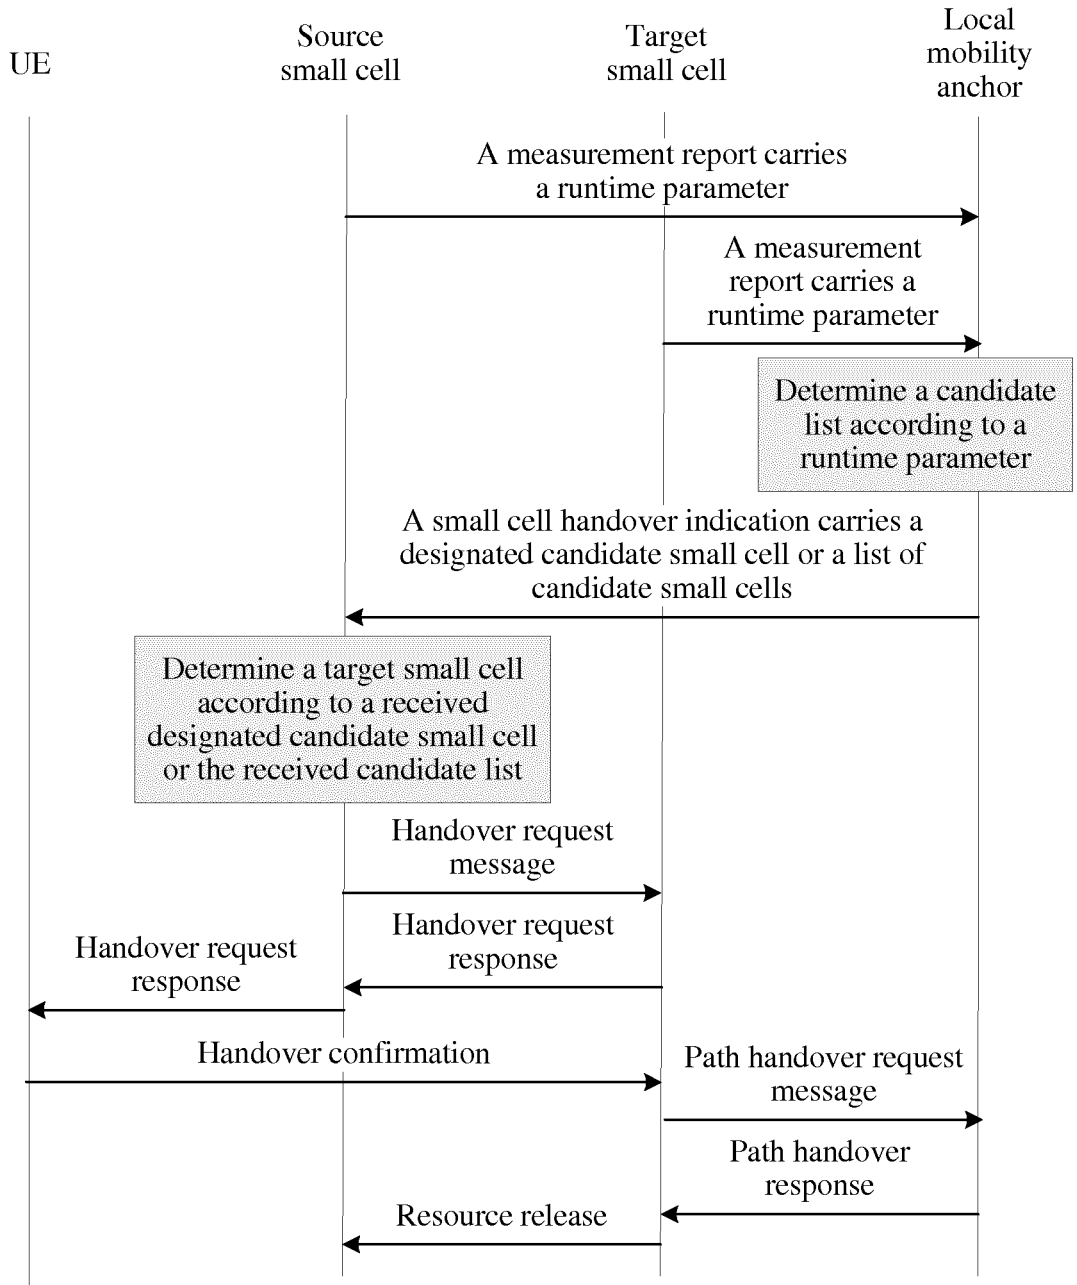 UE
Source
small cell
Target
small cell
Local
mobility
anchor
A measurement report carries
a runtime parameter
A measurement
report carries a
runtime parameter
Determine a candidate
list according to a
runtime parameter
A small cell handover indication carries a
designated candidate small cell or a list of
candidate small cells
Determine a target small cell
according to a received
designated candidate small cell
or the received candidate list
Handover request
message
Handover request
response
Handover request
response
Handover confirmation
Path handover request
message
Path handover
response
Resource release